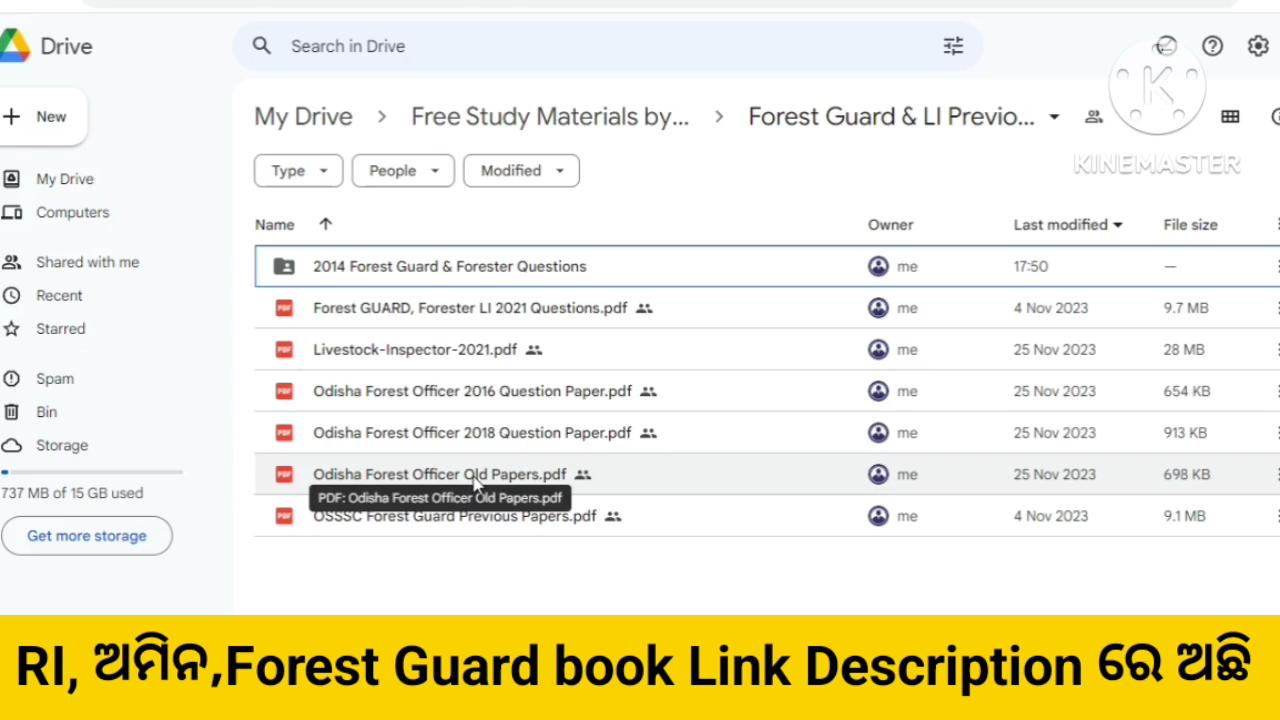 Drive
Search in Drive
New
My Drive
Computers
Shared with me
Recent
Starred
Spam
Bin
Storage
737 MB of 15 GB used
Get more storage
My Drive > Free Study Materials by... > Forest Guard & LI Previo...
K
KINEMASTER
Type People Modified
Name Owner Last modified File size
2014 Forest Guard & Forester Questions me 17:50 —
PDF Forest GUARD, Forester LI 2021 Questions.pdf me 4 Nov 2023 9.7 MB
PDF Livestock-Inspector-2021.pdf me 25 Nov 2023 28 MB
PDF Odisha Forest Officer 2016 Question Paper.pdf me 25 Nov 2023 654 KB
PDF Odisha Forest Officer 2018 Question Paper.pdf me 25 Nov 2023 913 KB
PDF Odisha Forest Officer Old Papers.pdf me 25 Nov 2023 698 KB
PDF: Odisha Forest Officer Old Papers.pdf
PDF OSSSC Forest Guard Previous Papers.pdf me 4 Nov 2023 9.1 MB
RI, ଅମିନ,Forest Guard book Link Description ରେ ଅଛି